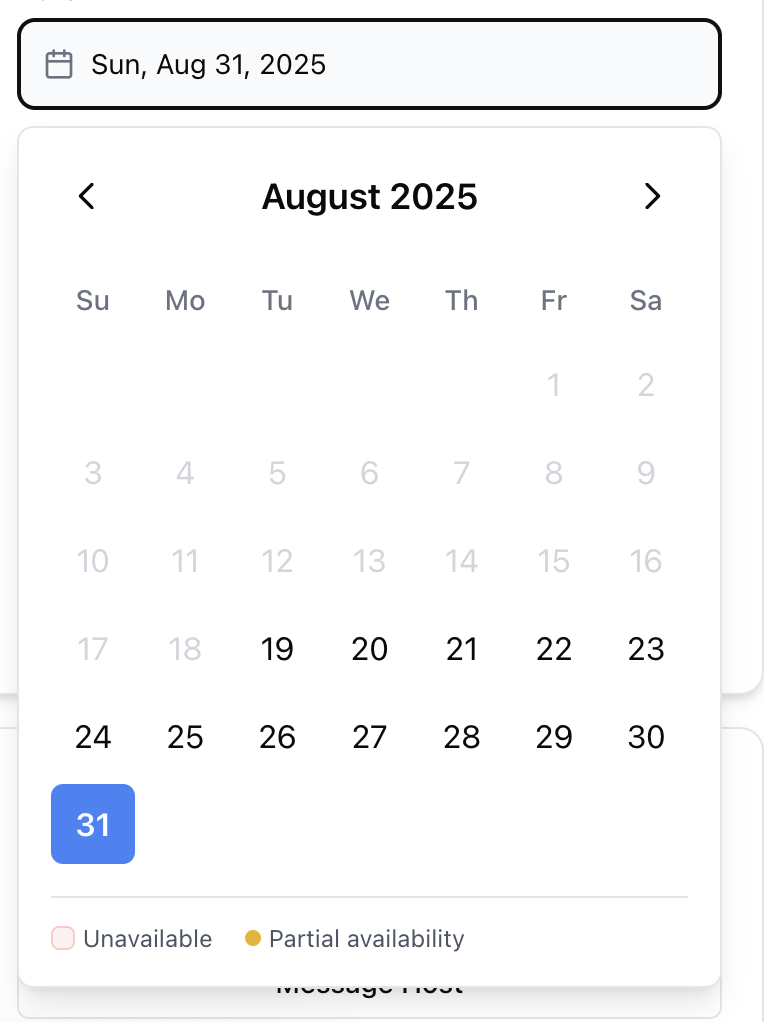 Sun, Aug 31, 2025
August 2025
Su Mo Tu We Th Fr Sa
1 2
3 4 5 6 7 8 9
10 11 12 13 14 15 16
17 18 19 20 21 22 23
24 25 26 27 28 29 30
31
Unavailable Partial availability
Message Host